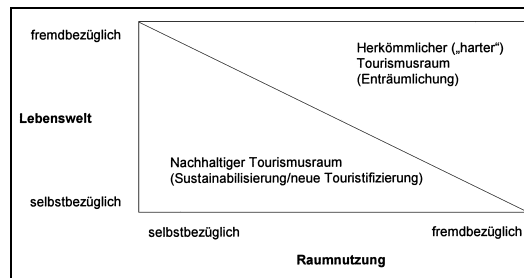 fremdbezüglich
Herkömmlicher („harter“)
Tourismusraum
(Enträumlichung)
Lebenswelt
Nachhaltiger Tourismusraum
(Sustainabilisierung/neue Touristifizierung)
selbstbezüglich
selbstbezüglich
fremdbezüglich
Raumnutzung